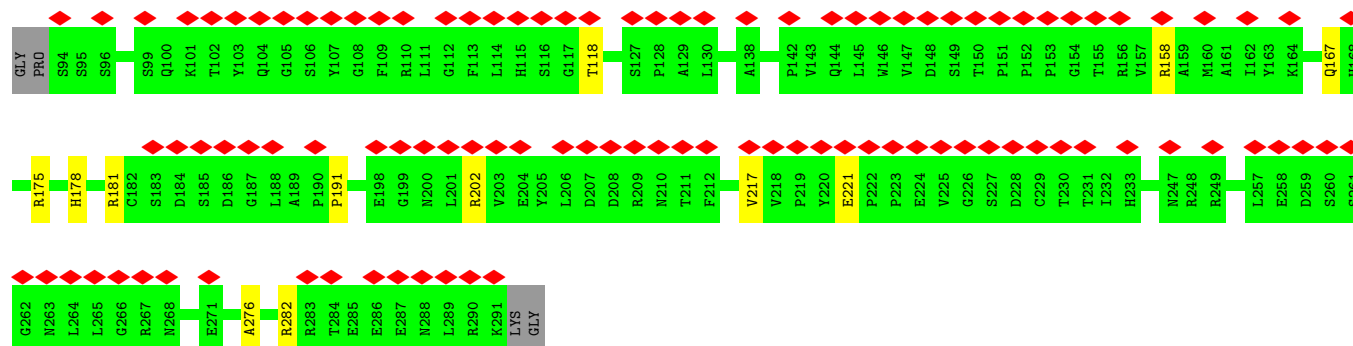 GLY PRO S94 S95 S96 S99 Q100 K101 T102 Y103 Q104 G105 S106 Y107 G108 F109 R110 L111 G112 F113 L114 H115 S116 G117 T118 S127 P128 A129 L130 A138 P142 V143 Q144 L145 W146 V147 D148 S149 T150 P151 P152 P153 G154 T155 R156 V157 R158 A159 M160 A161 I162 Y163 K164 Q167
R175 H178 R181 C182 S183 D184 S185 D186 G187 L188 A189 P190 P191 E198 G199 N200 L201 R202 V203 E204 Y205 L206 D207 D208 R209 N210 T211 F212 V217 V218 P219 Y220 E221 P222 P223 E224 V225 G226 S227 D228 C229 T230 T231 I232 H233 N247 R248 R249 L257 E258 D259 S260
G262 N263 L264 L265 G266 R267 N268 E271 A276 R282 R283 T284 E285 E286 E287 N288 L289 R290 K291 LYS GLY